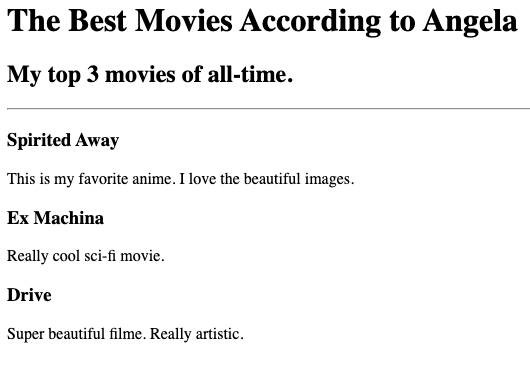 The Best Movies According to Angela
My top 3 movies of all-time.
Spirited Away
This is my favorite anime. I love the beautiful images.
Ex Machina
Really cool sci-fi movie.
Drive
Super beautiful filme. Really artistic.